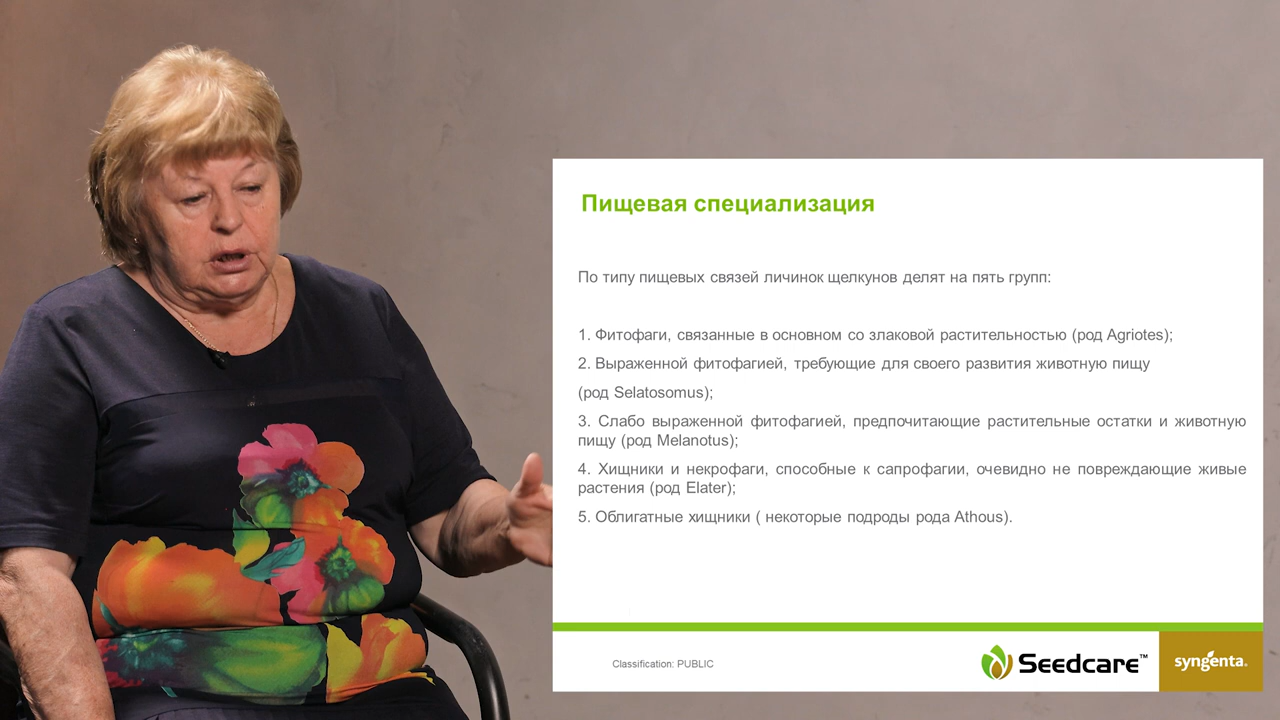 Пищевая специализация
По типу пищевых связей личинок щелкунов делят на пять групп:
1. Фитофаги, связанные в основном со злаковой растительностью (род Agriotes);
2. Выраженной фитофагией, требующие для своего развития животную пищу
(род Selatosomus);
3. Слабо выраженной фитофагией, предпочитающие растительные остатки и животную
пищу (род Melanotus);
4. Хищники и некрофаги, способные к сапрофагии, очевидно не повреждающие живые
растения (род Elater);
5. Облигатные хищники ( некоторые подроды рода Athous).
Classification: PUBLIC
Seedcare™
syngenta®